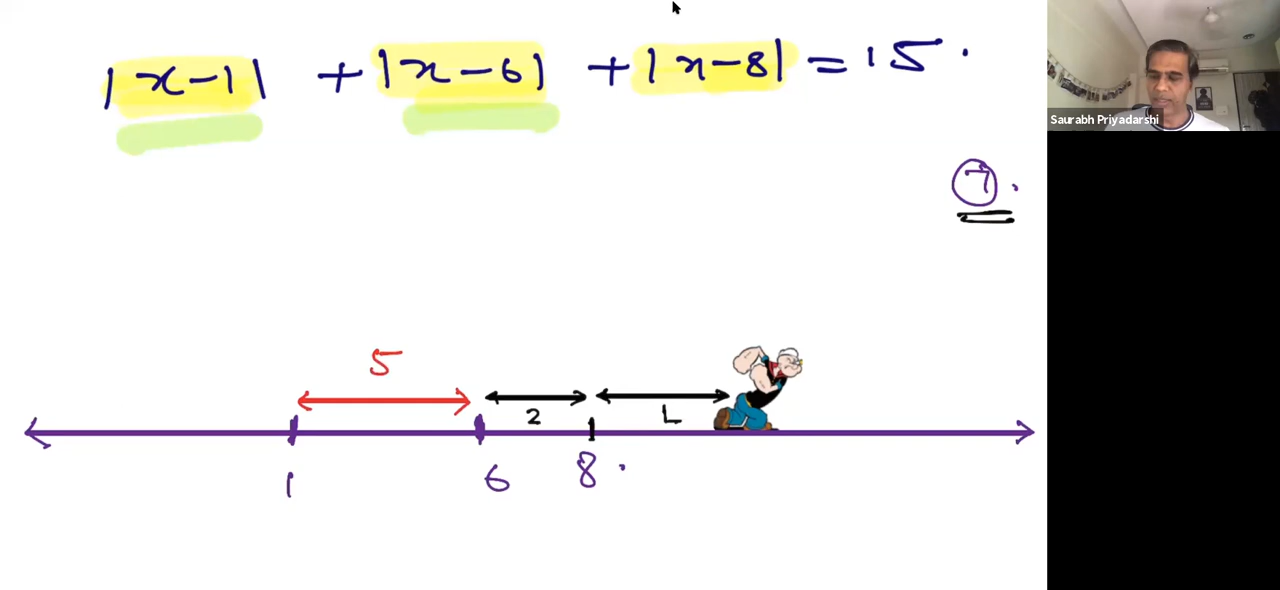 |x-1| + |x-6| + |x-8| = 15.
Saurabh Priyadarshi
7.
5
2 L
1 6 8.